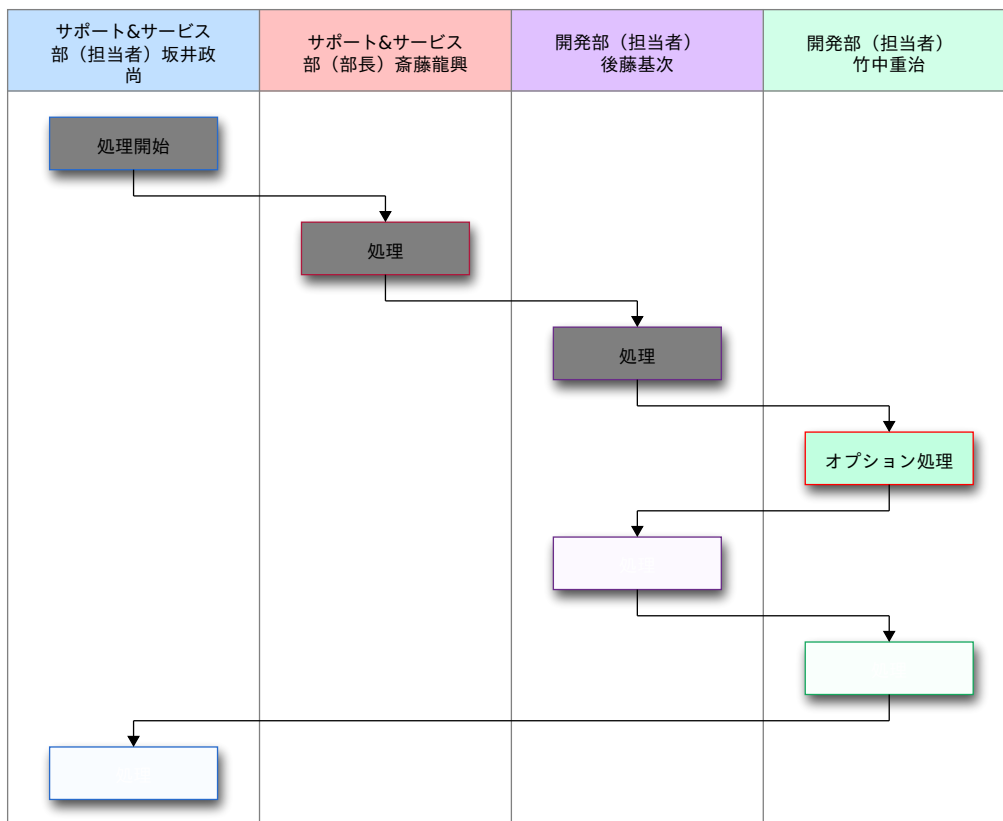 サポート&サービス
部（担当者）坂井政
尚
サポート&サービス
部（部長）斎藤龍興
開発部（担当者）
後藤基次
開発部（担当者）
竹中重治
処理開始
処理
処理
オプション処理